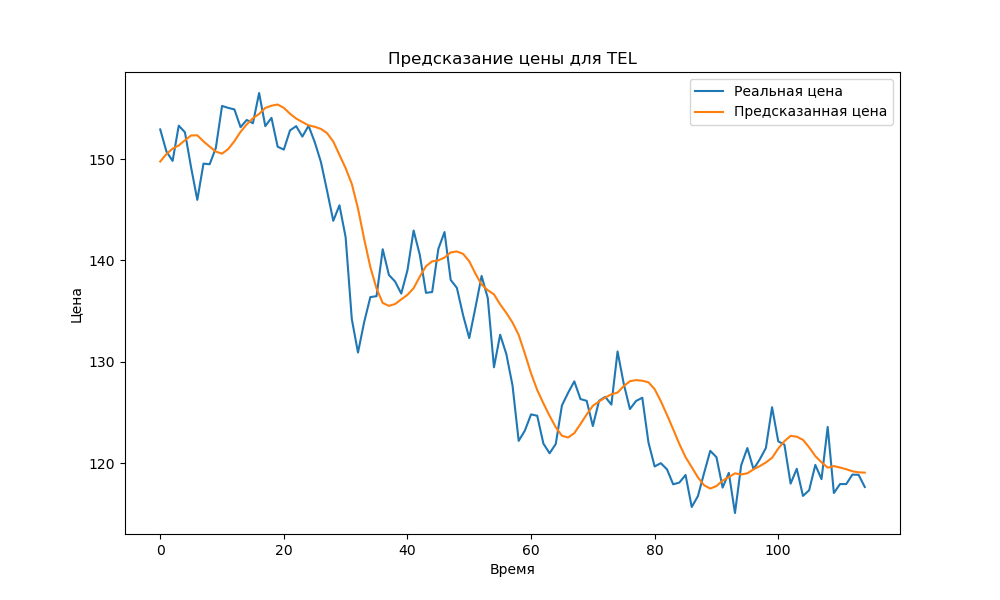 Предсказание цены для TEL
Реальная цена
Предсказанная цена
Цена
150
140
130
120
0 20 40 60 80 100
Время